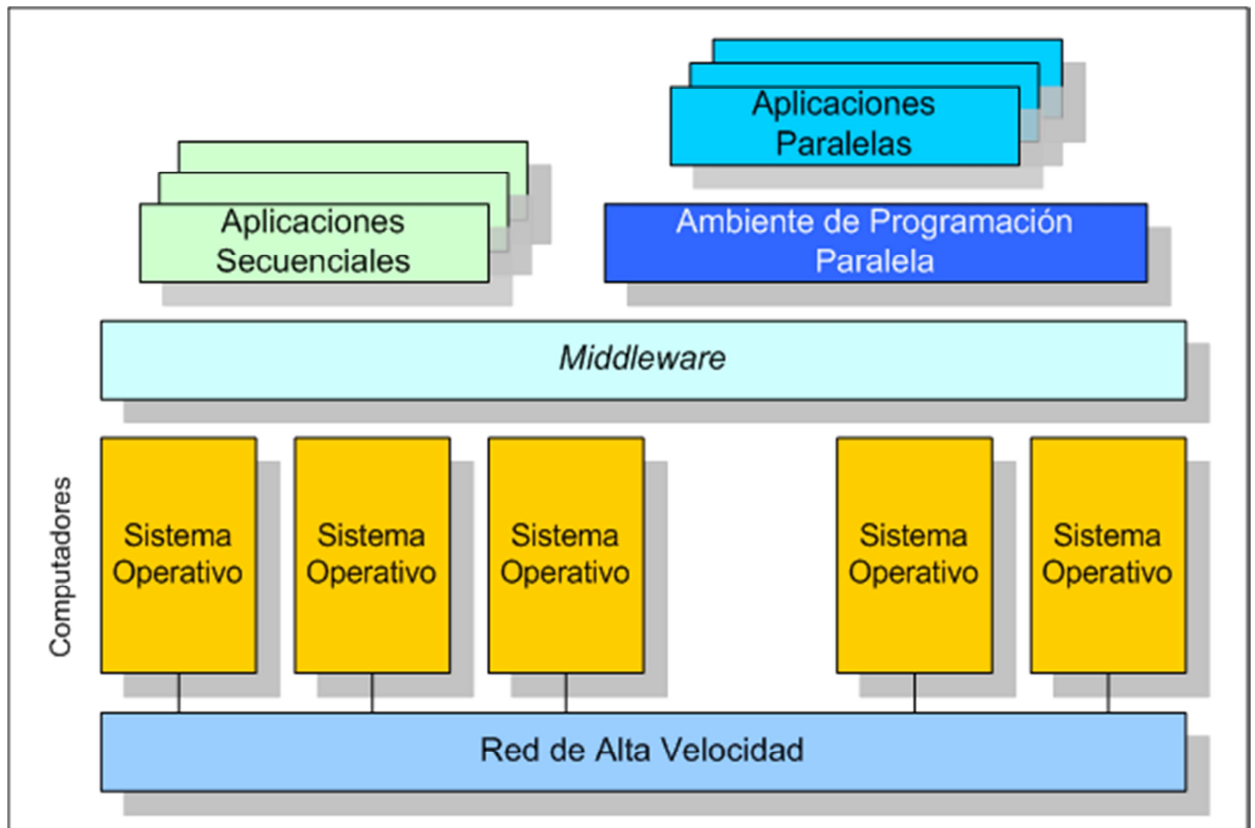 Aplicaciones
Paralelas
Aplicaciones
Secuenciales
Ambiente de Programación
Paralela
Middleware
Computadores
Sistema
Operativo
Sistema
Operativo
Sistema
Operativo
Sistema
Operativo
Sistema
Operativo
Red de Alta Velocidad